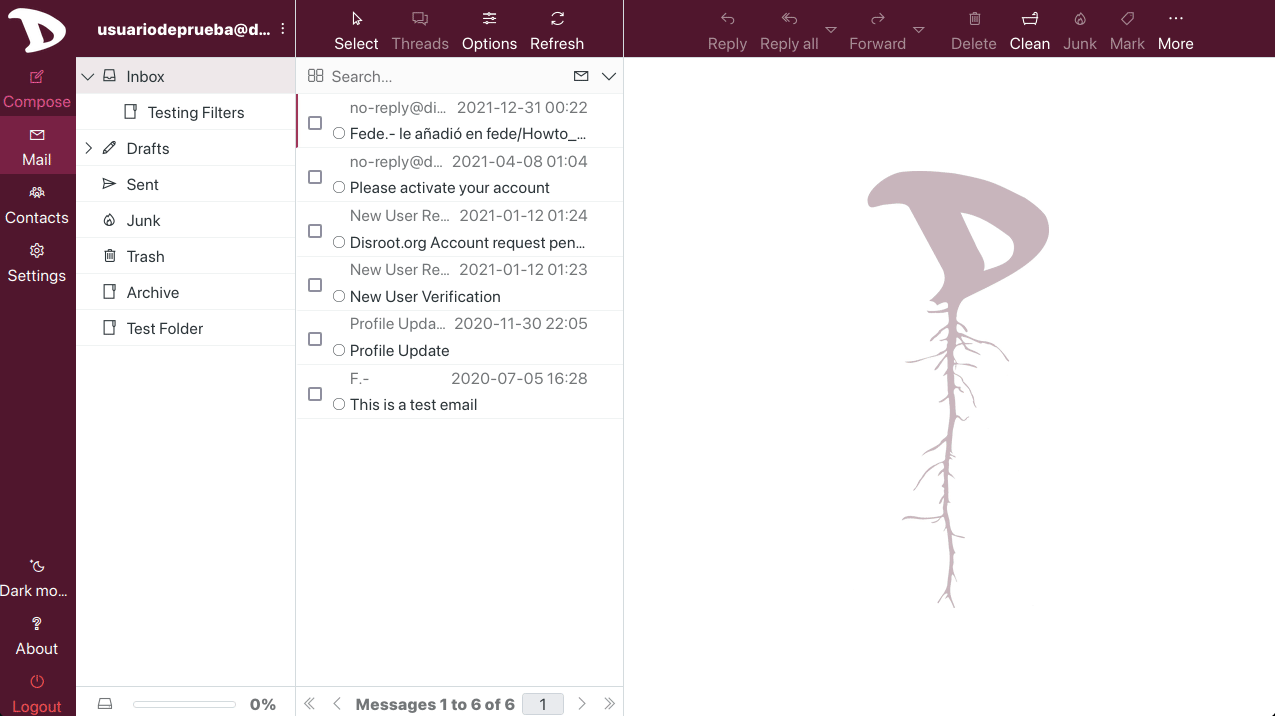 usuariodeprueba@d...
Compose
Mail
Contacts
Settings
Dark mo...
About
Logout
Inbox
Testing Filters
Drafts
Sent
Junk
Trash
Archive
Test Folder
0%
Select Threads Options Refresh
Search...
no-reply@di... 2021-12-31 00:22
Fede.- le añadió en fede/Howto_...
no-reply@d... 2021-04-08 01:04
Please activate your account
New User Re... 2021-01-12 01:24
Disroot.org Account request pen...
New User Re... 2021-01-12 01:23
New User Verification
Profile Upda... 2020-11-30 22:05
Profile Update
F.- 2020-07-05 16:28
This is a test email
Messages 1 to 6 of 6 1
Reply Reply all Forward Delete Clean Junk Mark More